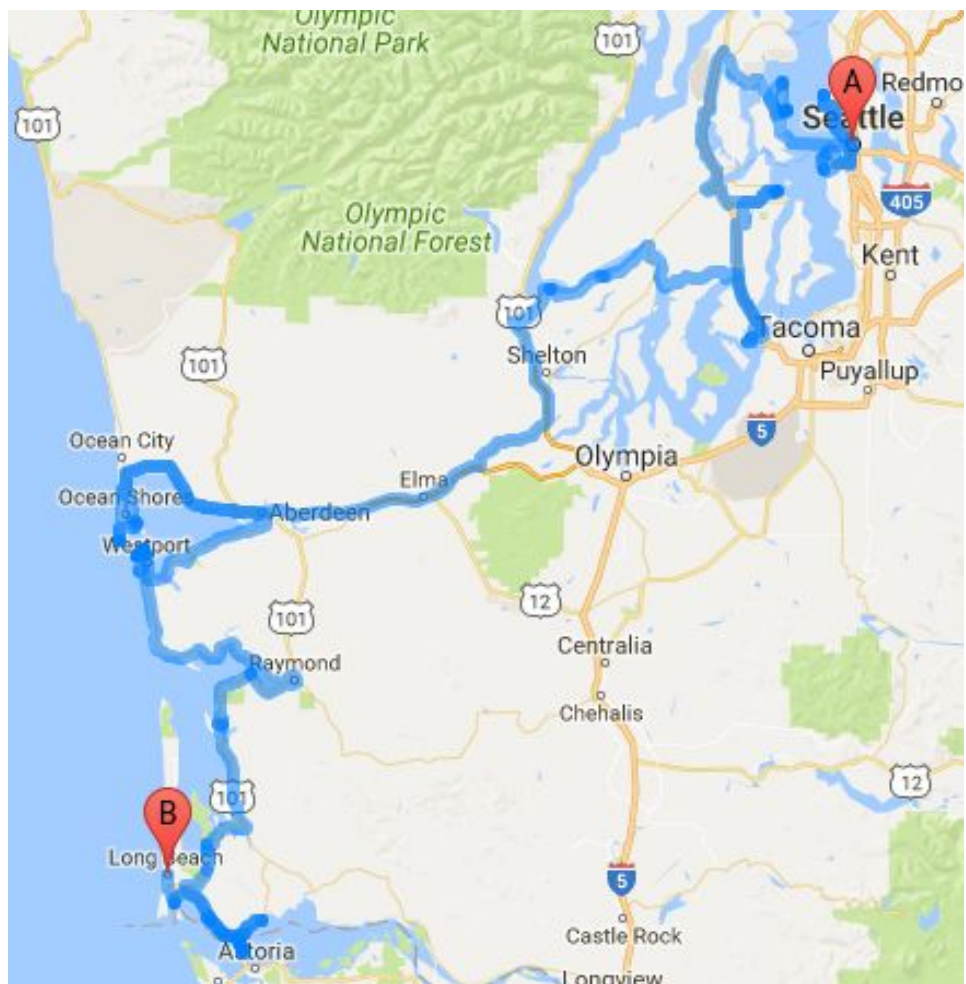 Olympic
National Park
101
101
A
Redmo
Seattle
405
Olympic
National Forest
Kent
101
Tacoma
Shelton
Puyallup
101
5
Ocean City
Olympia
Elma
Ocean Shores
Aberdeen
Westport
12
101
Centralia
Raymond
Chehalis
12
101
B
Long Beach
5
Castle Rock
Astoria
Longview